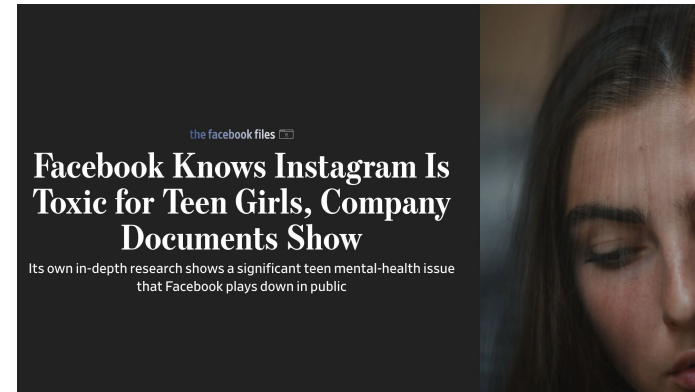 the facebook files
Facebook Knows Instagram Is
Toxic for Teen Girls, Company
Documents Show
Its own in-depth research shows a significant teen mental-health issue
that Facebook plays down in public